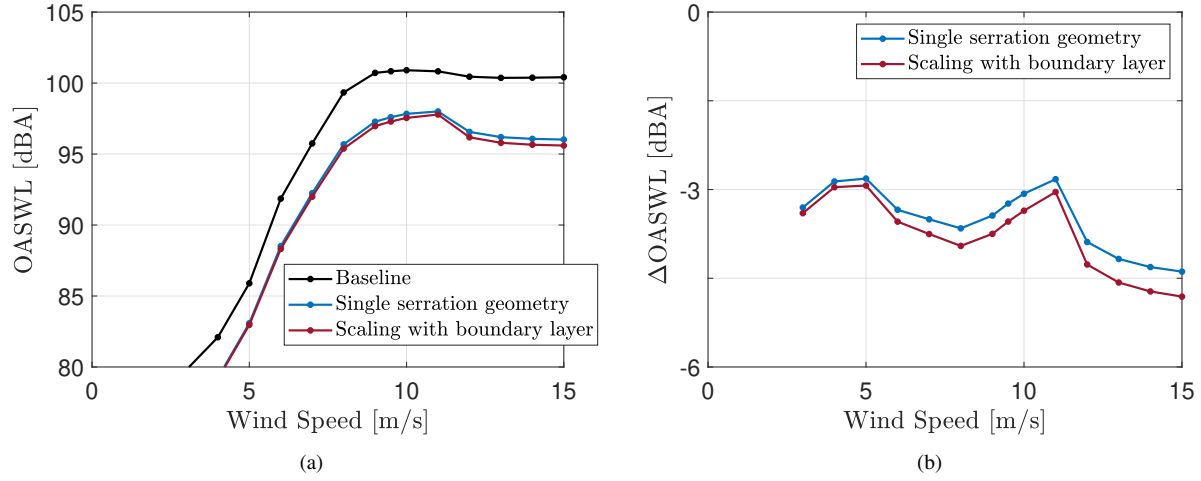 105
100
95
90
85
80
OASWL [dBA]
Baseline
Single serration geometry
Scaling with boundary layer
0
5
10
15
Wind Speed [m/s]
(a)
0
-3
-6
ΔOASWL [dBA]
Single serration geometry
Scaling with boundary layer
0
5
10
15
Wind Speed [m/s]
(b)